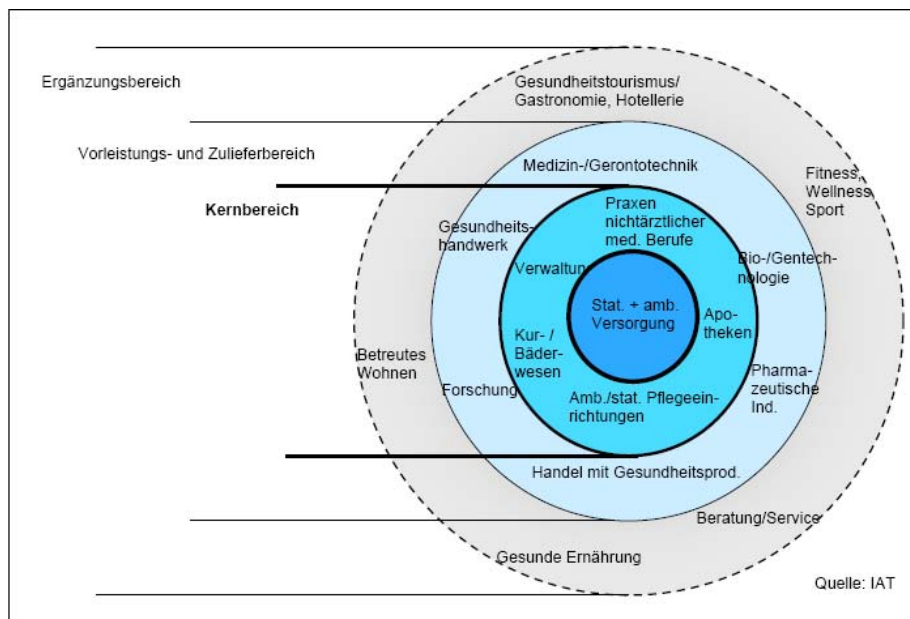 Ergänzungsbereich
Vorleistungs- und Zulieferbereich
Kernbereich
Gesundheitstourismus/
Gastronomie, Hotellerie
Medizin-/Gerontotechnik
Fitness,
Wellness
Sport
Praxen
nichtärztlicher
med. Berufe
Gesundheits-
handwerk
Verwaltung
Bio-/Gentech-
nologie
Stat. + amb.
Versorgung
Apo-
theken
Kur- /
Bäder-
wesen
Betreutes
Wohnen
Forschung
Pharma-
zeutische
Ind.
Amb./stat. Pflegeein-
richtungen
Handel mit Gesundheitsprod.
Beratung/Service
Gesunde Ernährung
Quelle: IAT